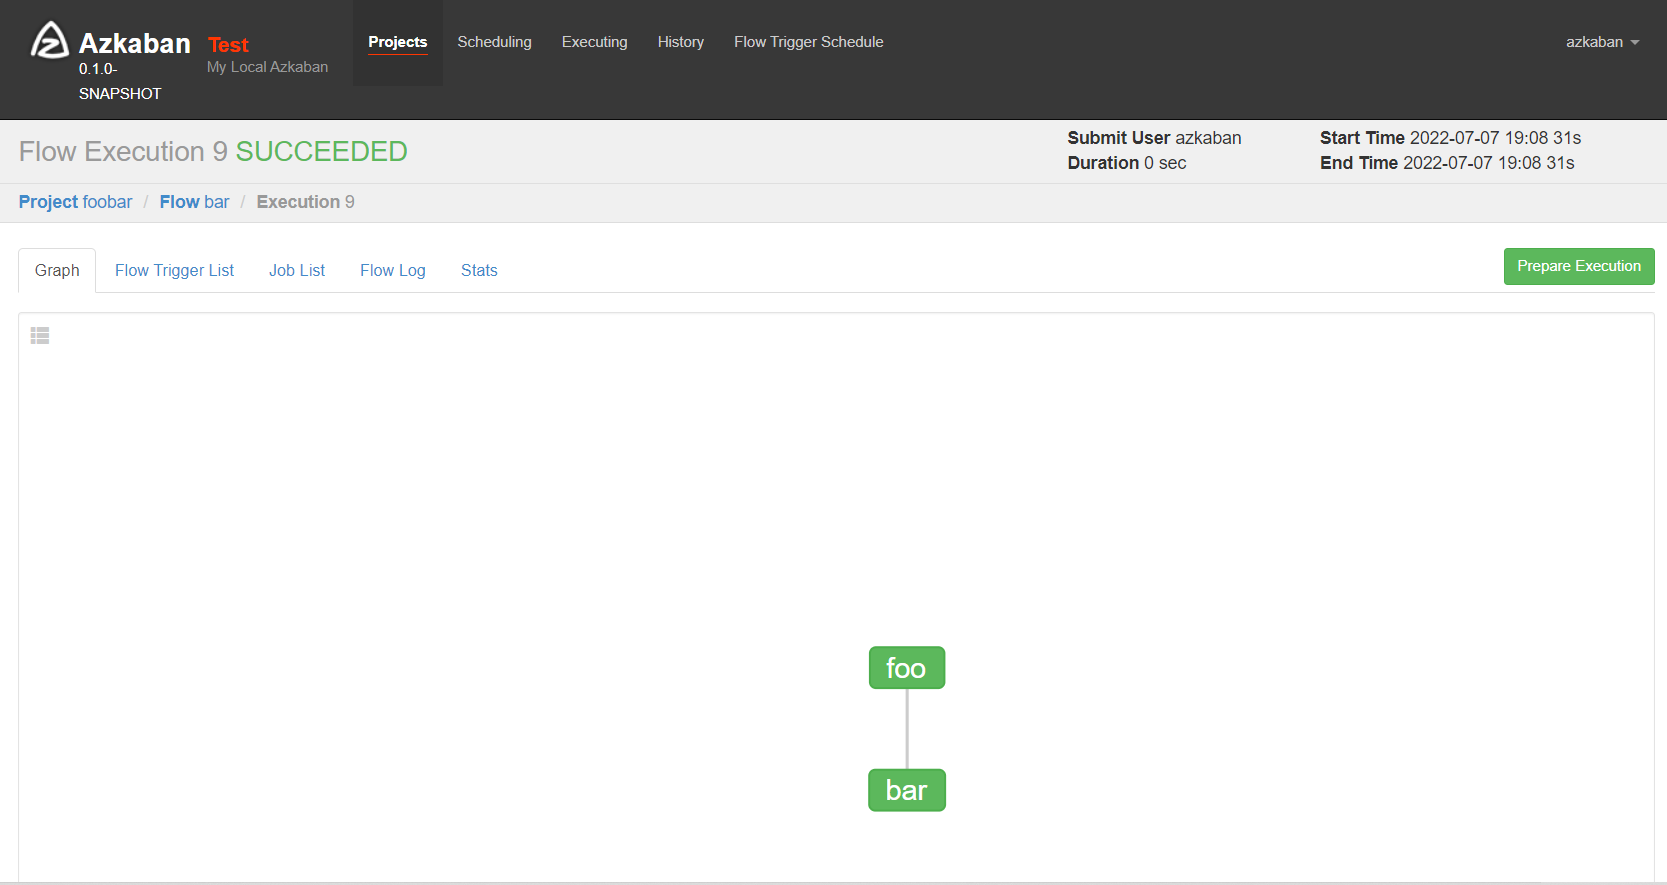 Azkaban
0.1.0-
SNAPSHOT
Test
My Local Azkaban
Projects
Scheduling
Executing
History
Flow Trigger Schedule
azkaban
Flow Execution 9 SUCCEEDED
Submit User azkaban
Duration 0 sec
Start Time 2022-07-07 19:08 31s
End Time 2022-07-07 19:08 31s
Project foobar / Flow bar / Execution 9
Graph
Flow Trigger List
Job List
Flow Log
Stats
Prepare Execution
foo
bar